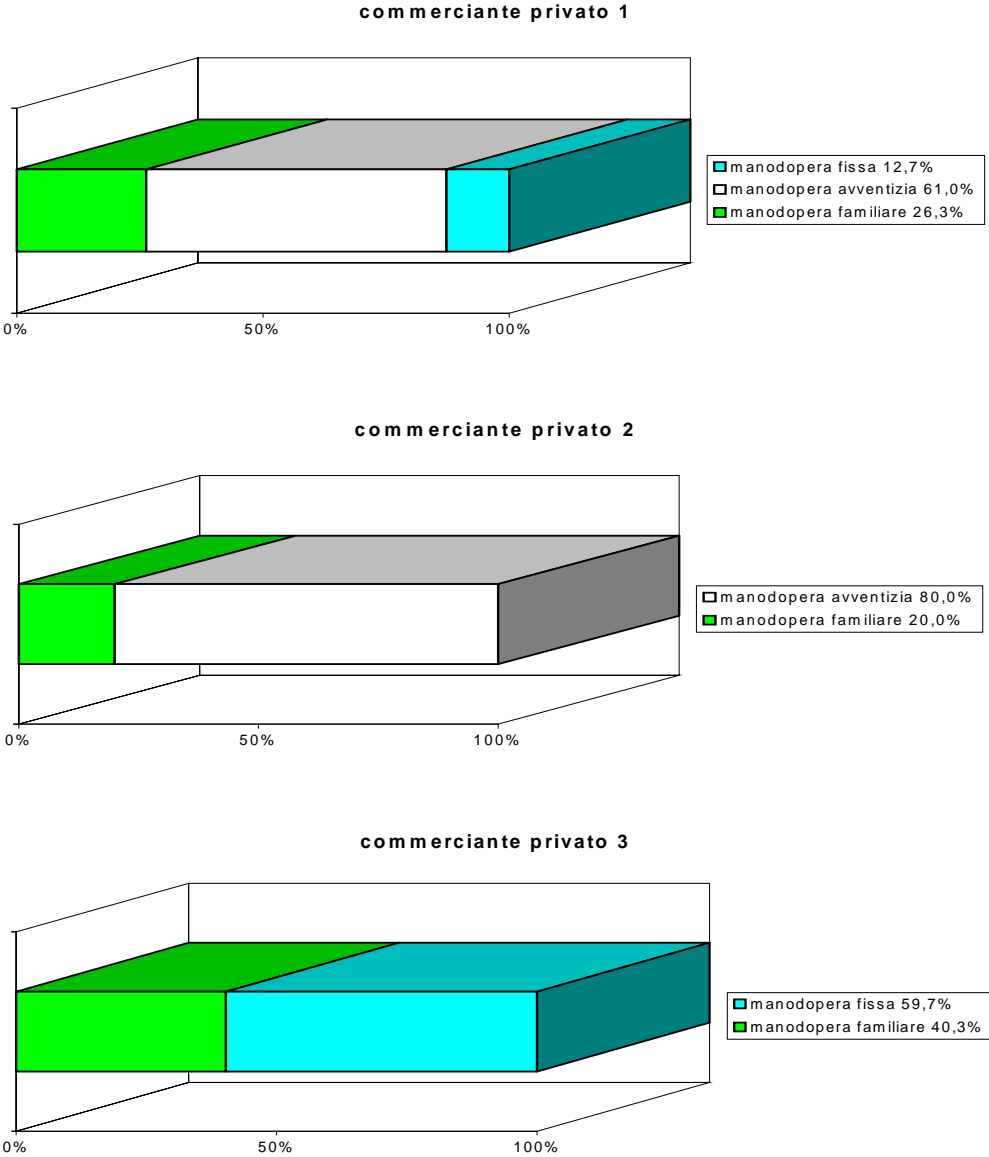 commerciante privato 1
manodopera fissa 12,7%
manodopera avventizia 61,0%
manodopera familiare 26,3%
0% 50% 100%
commerciante privato 2
manodopera avventizia 80,0%
manodopera familiare 20,0%
0% 50% 100%
commerciante privato 3
manodopera fissa 59,7%
manodopera familiare 40,3%
0% 50% 100%